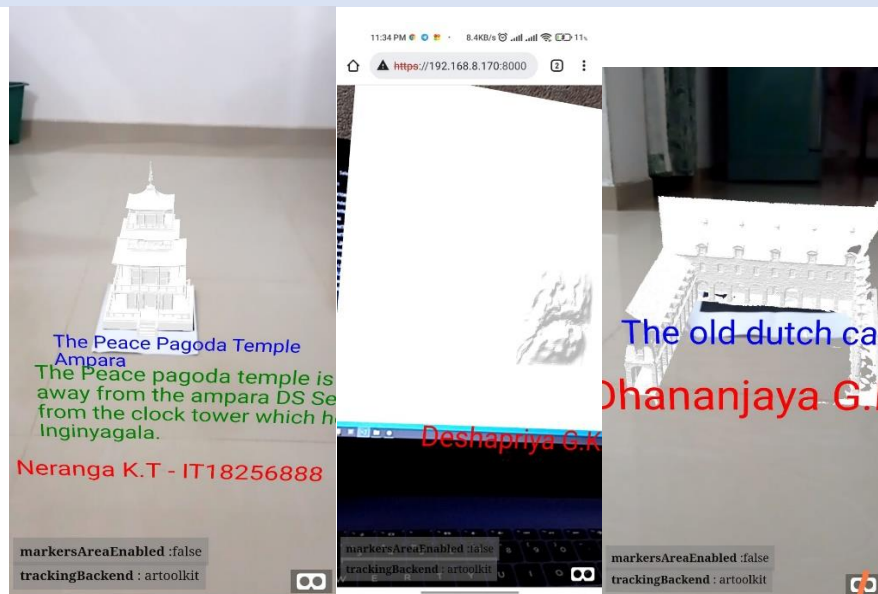 The Peace Pagoda Temple
Ampara
The Peace pagoda temple is
away from the ampara DS Se
from the clock tower which h
Inginyagala.
Neranga K.T - IT18256888
markersAreaEnabled :false
trackingBackend : artoolkit
11:34 PM
8.4KB/s
11
https://192.168.8.170:8000
2
Deshapriya G.K
markersAreaEnabled :false
trackingBackend : artoolkit
The old dutch ca
Dhananjaya G.
markersAreaEnabled :false
trackingBackend : artoolkit